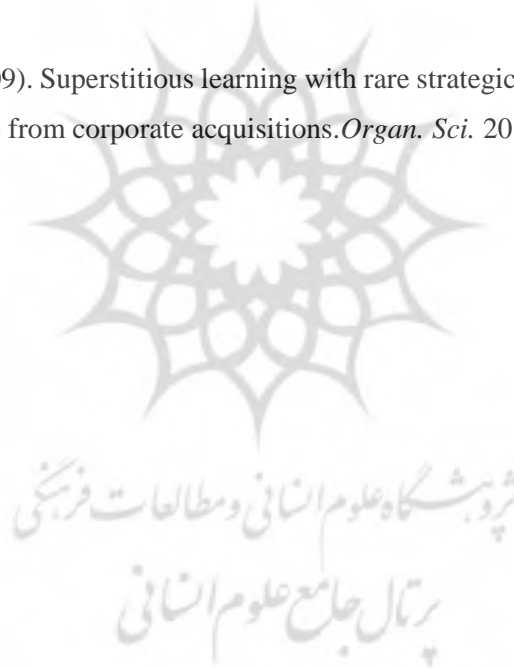 09). Superstitious learning with rare strategic
from corporate acquisitions.Organ. Sci. 20
پژوهشگاه علوم انسانی و مطالعات فرهنگی
پرتال جامع علوم انسانی